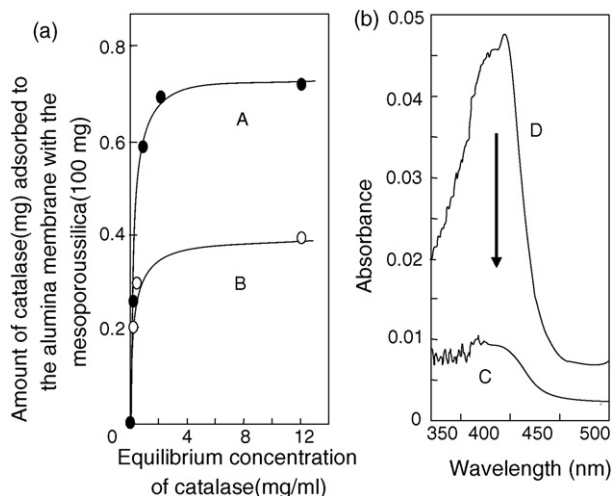 (a)
Amount of catalase(mg) adsorbed to
the alumina membrane with the
mesoporoussilica(100 mg)
0.8
0.6
0.4
0.2
0
0
4
8
12
A
B
Equilibrium concentration
of catalase(mg/ml)
(b)
Absorbance
0.05
0.04
0.03
0.02
0.01
0
D
C
350
400
450
500
Wavelength (nm)